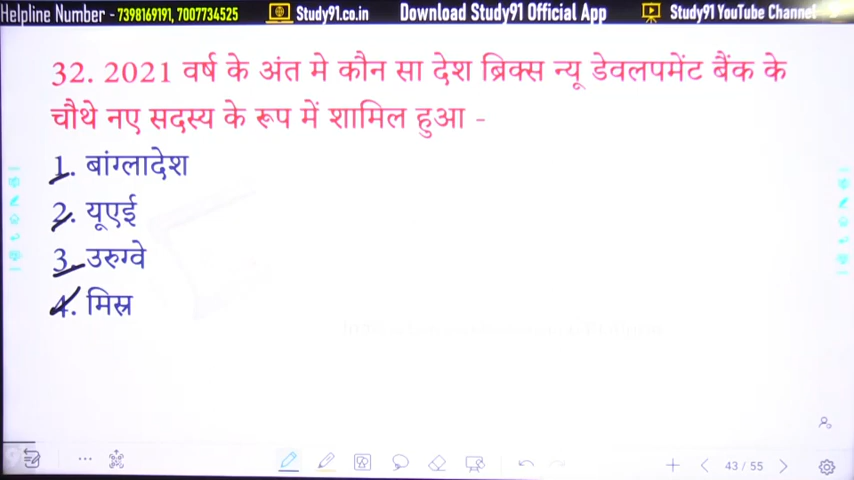 Helpline Number - 7398169191, 7007734525 Study91.co.in Download Study91 Official App Study91 YouTube Channel
32. 2021 वर्ष के अंत मे कौन सा देश ब्रिक्स न्यू डेवलपमेंट बैंक के
चौथे नए सदस्य के रूप में शामिल हुआ -
1. बांग्लादेश
2. यूएई
3. उरुग्वे
4. मिस्र
43 / 55